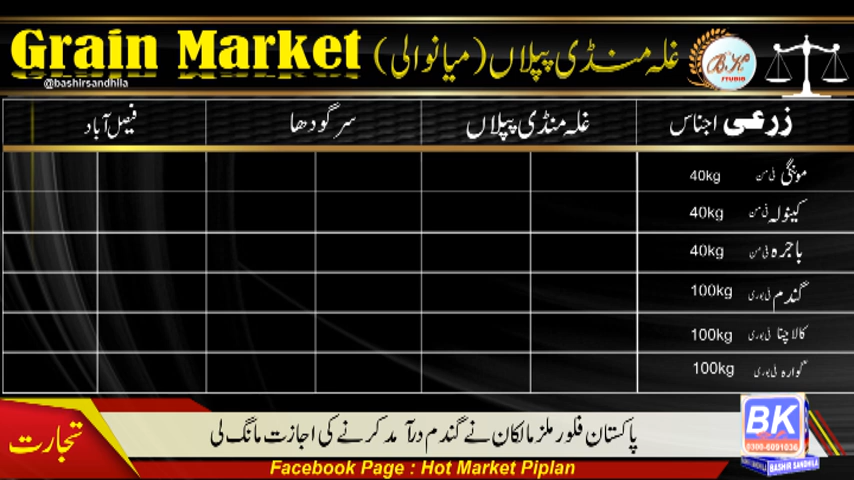 Grain Market غلہ منڈی پپلاں (میانوالی)
@bashirsandhila
B.K
STUDIO
زرعی اجناس غلہ منڈی پپلاں سرگودھا فیصل آباد
مونگی فی من 40kg
کینولہ فی من 40kg
باجرہ فی من 40kg
گندم فی بوری 100kg
کالا چنا فی بوری 100kg
گوارہ فی بوری 100kg
تجارت
پاکستان فلور ملز مالکان نے گندم درآمد کرنے کی اجازت مانگ لی
BK
0300-6091036
BASHIR SANDHILA
Facebook Page : Hot Market Piplan